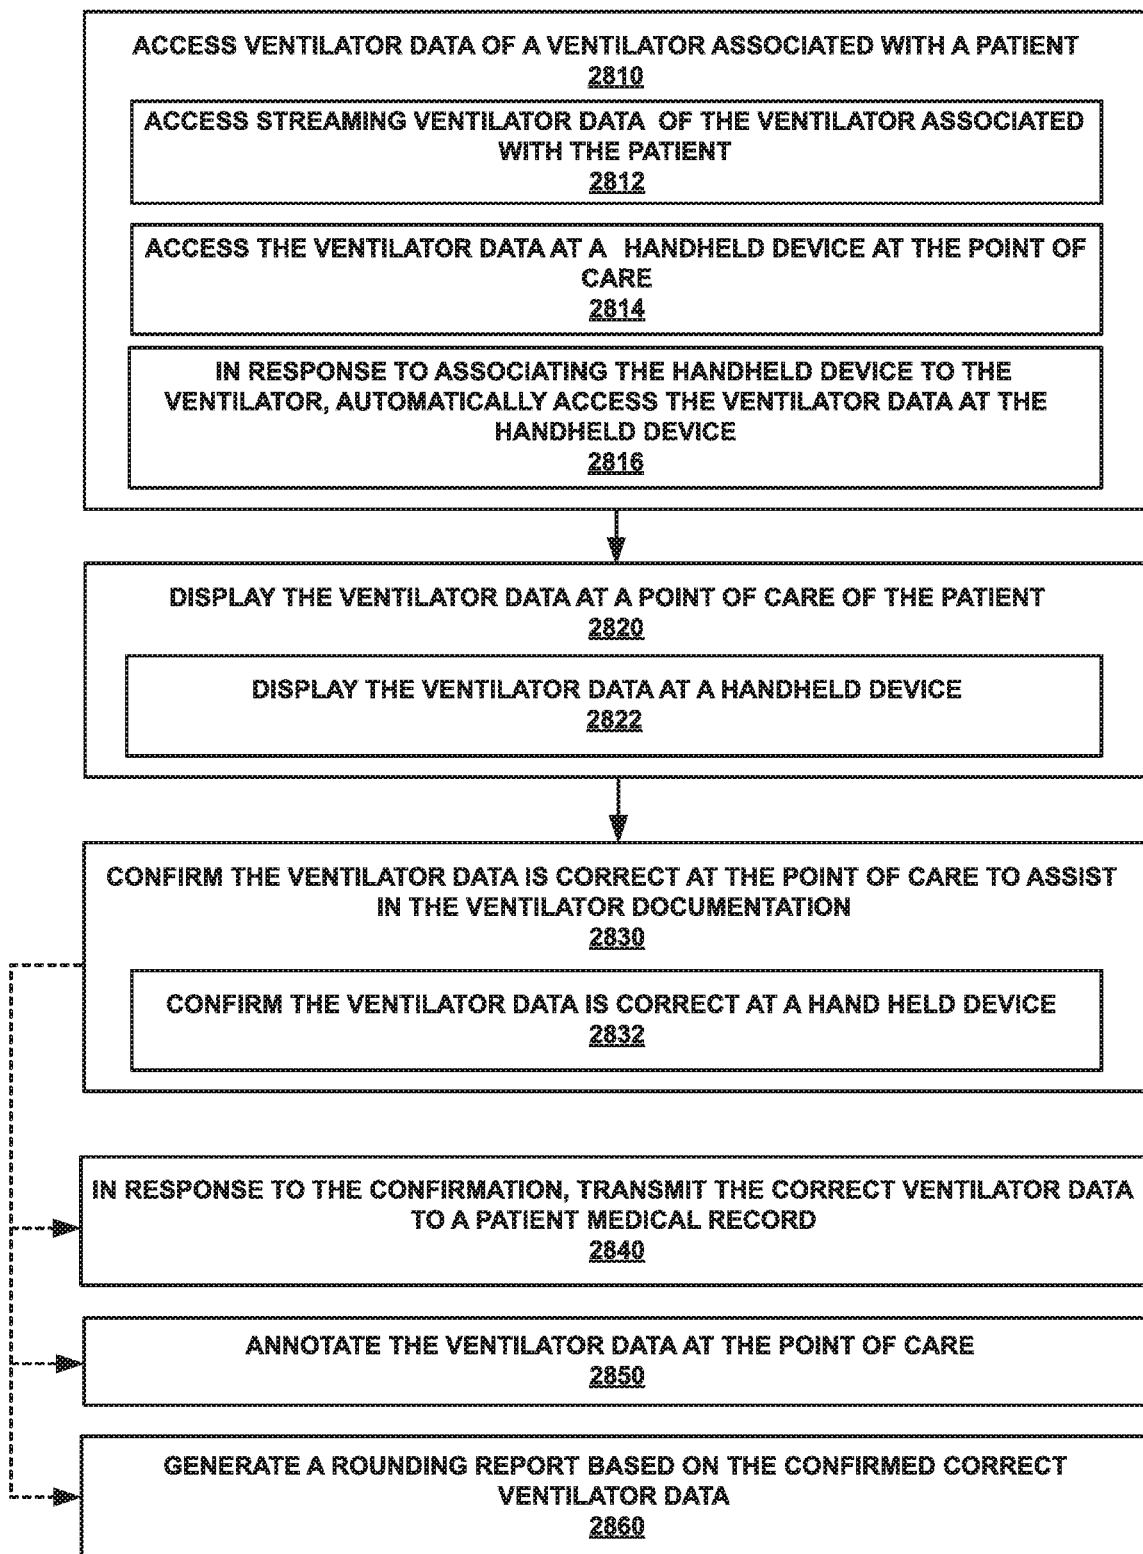 ACCESS VENTILATOR DATA OF A VENTILATOR ASSOCIATED WITH A PATIENT
2810
ACCESS STREAMING VENTILATOR DATA OF THE VENTILATOR ASSOCIATED
WITH THE PATIENT
2812
ACCESS THE VENTILATOR DATA AT A HANDHELD DEVICE AT THE POINT OF
CARE
2814
IN RESPONSE TO ASSOCIATING THE HANDHELD DEVICE TO THE
VENTILATOR, AUTOMATICALLY ACCESS THE VENTILATOR DATA AT THE
HANDHELD DEVICE
2816
DISPLAY THE VENTILATOR DATA AT A POINT OF CARE OF THE PATIENT
2820
DISPLAY THE VENTILATOR DATA AT A HANDHELD DEVICE
2822
CONFIRM THE VENTILATOR DATA IS CORRECT AT THE POINT OF CARE TO ASSIST
IN THE VENTILATOR DOCUMENTATION
2830
CONFIRM THE VENTILATOR DATA IS CORRECT AT A HAND HELD DEVICE
2832
IN RESPONSE TO THE CONFIRMATION, TRANSMIT THE CORRECT VENTILATOR DATA
TO A PATIENT MEDICAL RECORD
2840
ANNOTATE THE VENTILATOR DATA AT THE POINT OF CARE
2850
GENERATE A ROUNDING REPORT BASED ON THE CONFIRMED CORRECT
VENTILATOR DATA
2860